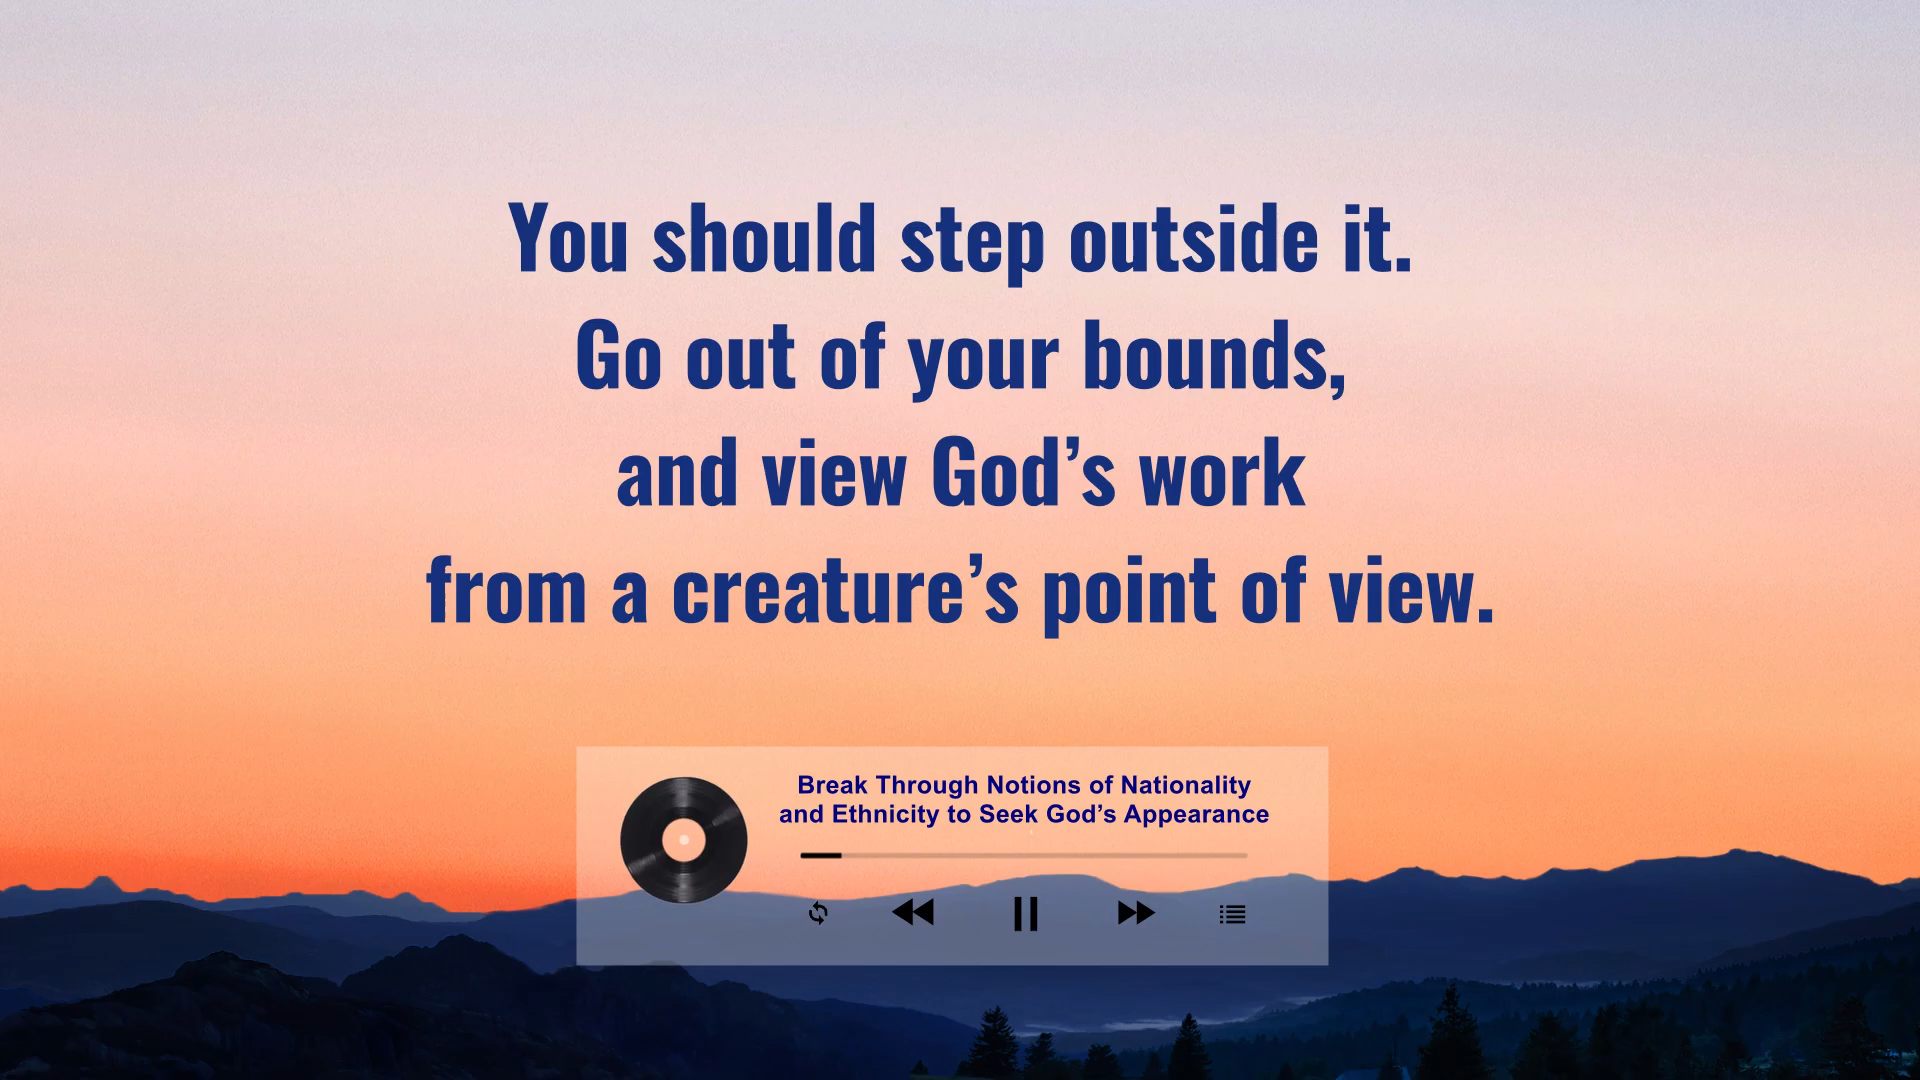 You should step outside it.
Go out of your bounds,
and view God’s work
from a creature’s point of view.
Break Through Notions of Nationality
and Ethnicity to Seek God’s Appearance